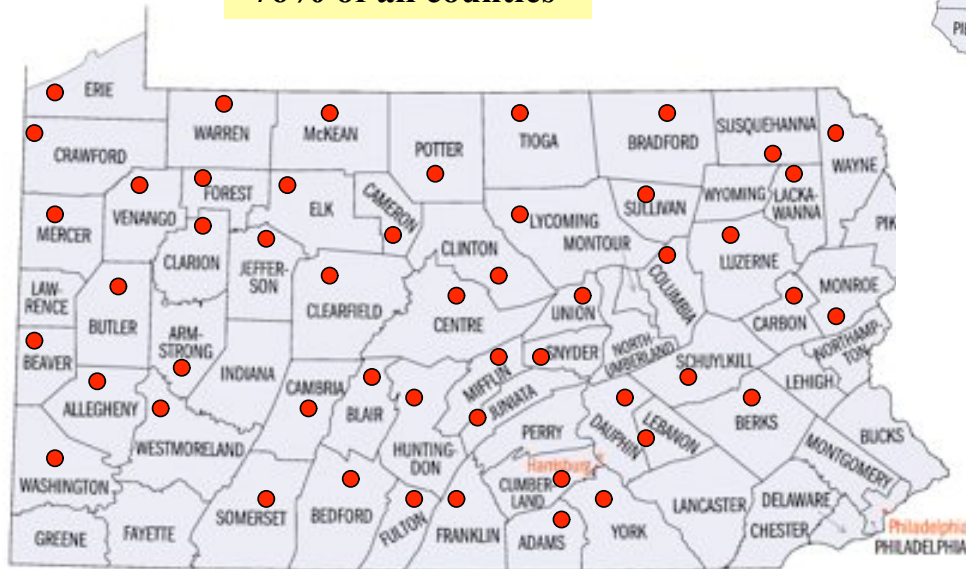 ERIE
WARREN
McKEAN
POTTER
TIOGA
BRADFORD
SUSQUEHANNA
WAYNE
CRAWFORD
FOREST
ELK
CAMERON
LYCOMING
SULLIVAN
WYOMING
LACKA-
WANNA
VENANGO
MERCER
CLARION
JEFFER-
SON
CLINTON
MONTOUR
COLUMBIA
LUZERNE
LAW-
RENCE
BUTLER
CLEARFIELD
CENTRE
UNION
MONROE
CARBON
BEAVER
ARM-
STRONG
INDIANA
CAMBRIA
BLAIR
MIFFLIN
SNYDER
NORTH-
UMBERLAND
SCHUYLKILL
NORTHAMP-
TON
LEHIGH
ALLEGHENY
WESTMORELAND
HUNTING-
DON
JUNIATA
PERRY
DAUPHIN
LEBANON
BERKS
BUCKS
MONTGOMERY
Harrisburg
WASHINGTON
SOMERSET
BEDFORD
FULTON
FRANKLIN
CUMBER-
LAND
ADAMS
YORK
LANCASTER
DELAWARE
CHESTER
GREENE
FAYETTE
Philadelphia
PHILADELPHIA